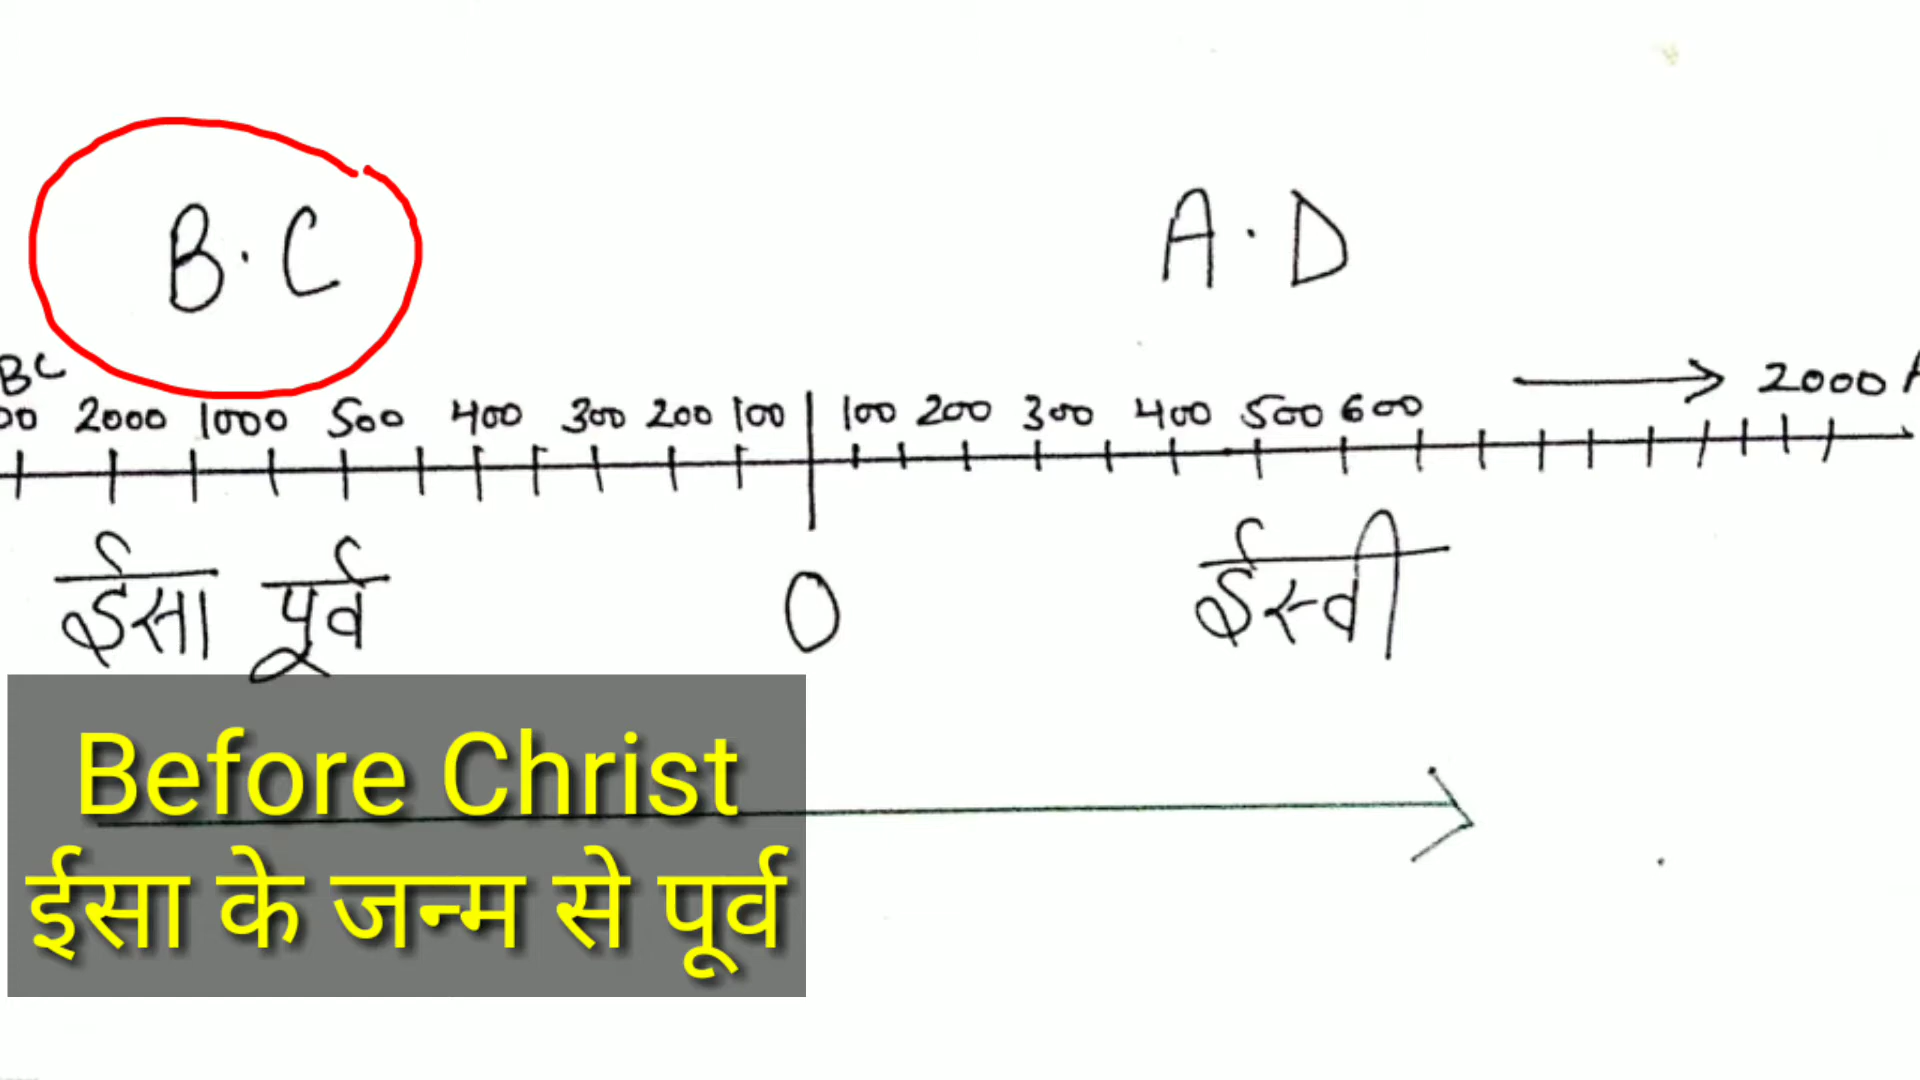 B.C A.D
BC
00 2000 1000 500 400 300 200 100 100 200 300 400 500 600 2000 A
ईसा पूर्व 0 ईस्वी
Before Christ
ईसा के जन्म से पूर्व